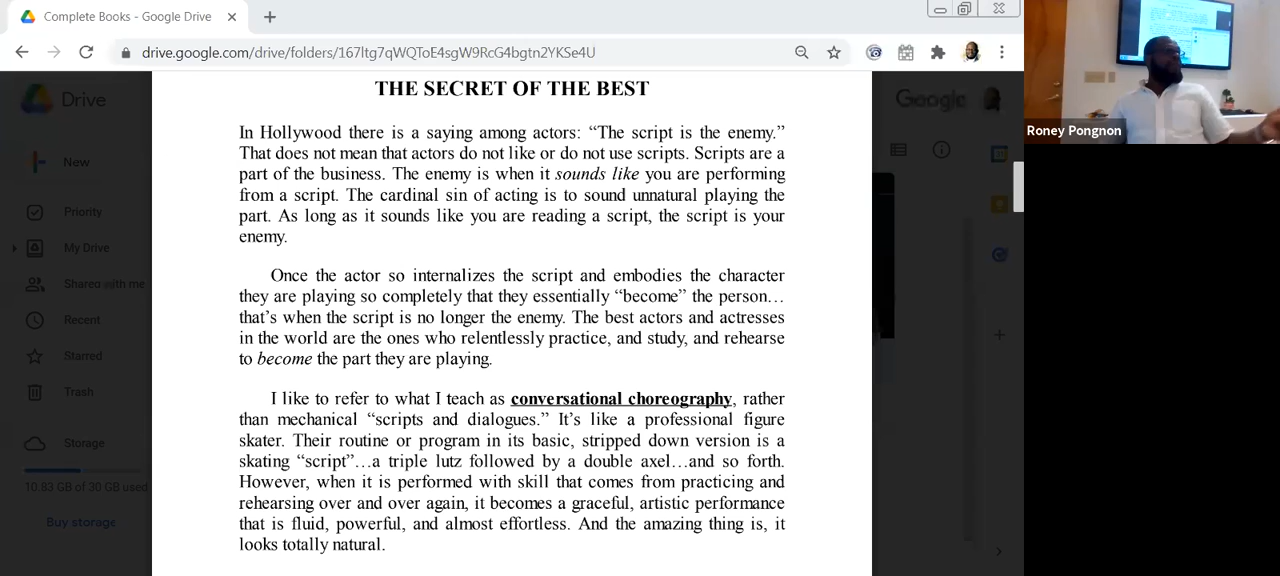 Complete Books - Google Drive
drive.google.com/drive/folders/167ltg7qWQToE4sgW9RcG4bgtn2YKSe4U
Drive
New
Priority
My Drive
Shared with me
Recent
Starred
Trash
Storage
10.83 GB of 30 GB used
Buy storage
THE SECRET OF THE BEST
In Hollywood there is a saying among actors: “The script is the enemy.”
That does not mean that actors do not like or do not use scripts. Scripts are a
part of the business. The enemy is when it sounds like you are performing
from a script. The cardinal sin of acting is to sound unnatural playing the
part. As long as it sounds like you are reading a script, the script is your
enemy.
Once the actor so internalizes the script and embodies the character
they are playing so completely that they essentially “become” the person…
that’s when the script is no longer the enemy. The best actors and actresses
in the world are the ones who relentlessly practice, and study, and rehearse
to become the part they are playing.
I like to refer to what I teach as conversational choreography, rather
than mechanical “scripts and dialogues.” It’s like a professional figure
skater. Their routine or program in its basic, stripped down version is a
skating “script”…a triple lutz followed by a double axel…and so forth.
However, when it is performed with skill that comes from practicing and
rehearsing over and over again, it becomes a graceful, artistic performance
that is fluid, powerful, and almost effortless. And the amazing thing is, it
looks totally natural.
Google
Roney Pongnon